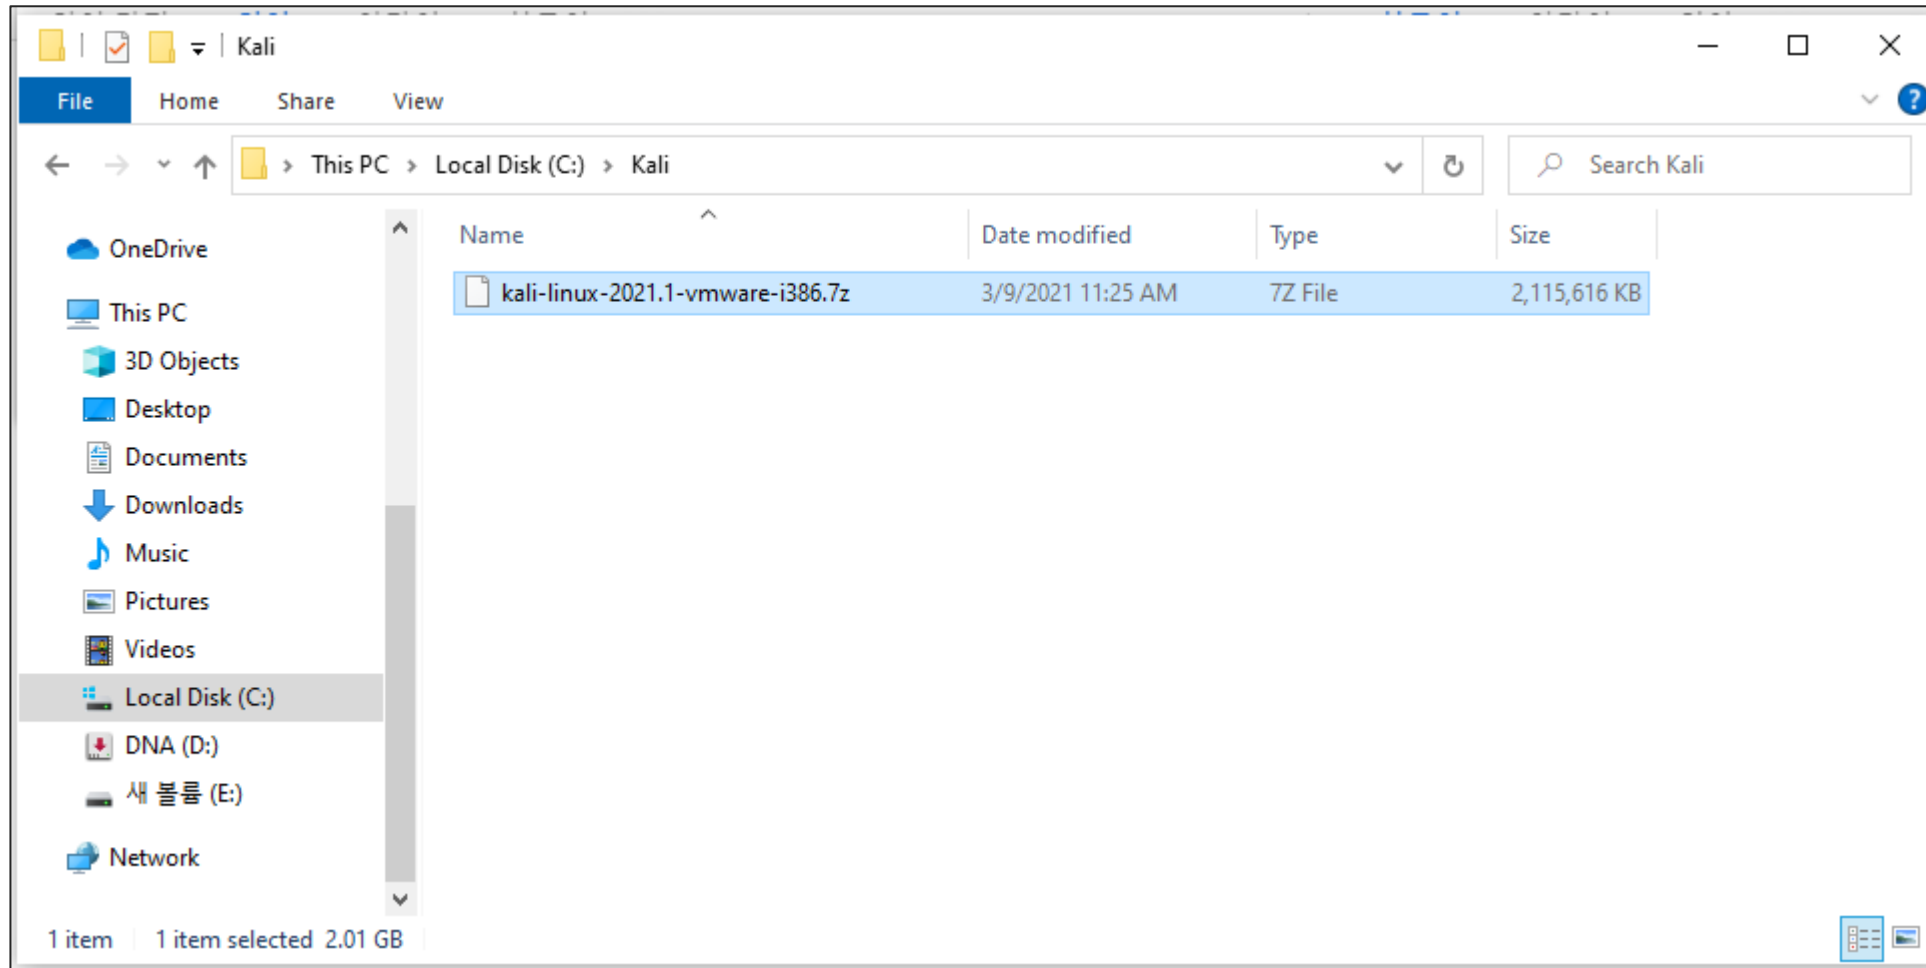 Kali
File Home Share View
This PC Local Disk (C:) Kali
Search Kali
Name Date modified Type Size
kali-linux-2021.1-vmware-i386.7z 3/9/2021 11:25 AM 7Z File 2,115,616 KB
OneDrive
This PC
3D Objects
Desktop
Documents
Downloads
Music
Pictures
Videos
Local Disk (C:)
DNA (D:)
새 볼륨 (E:)
Network
1 item 1 item selected 2.01 GB